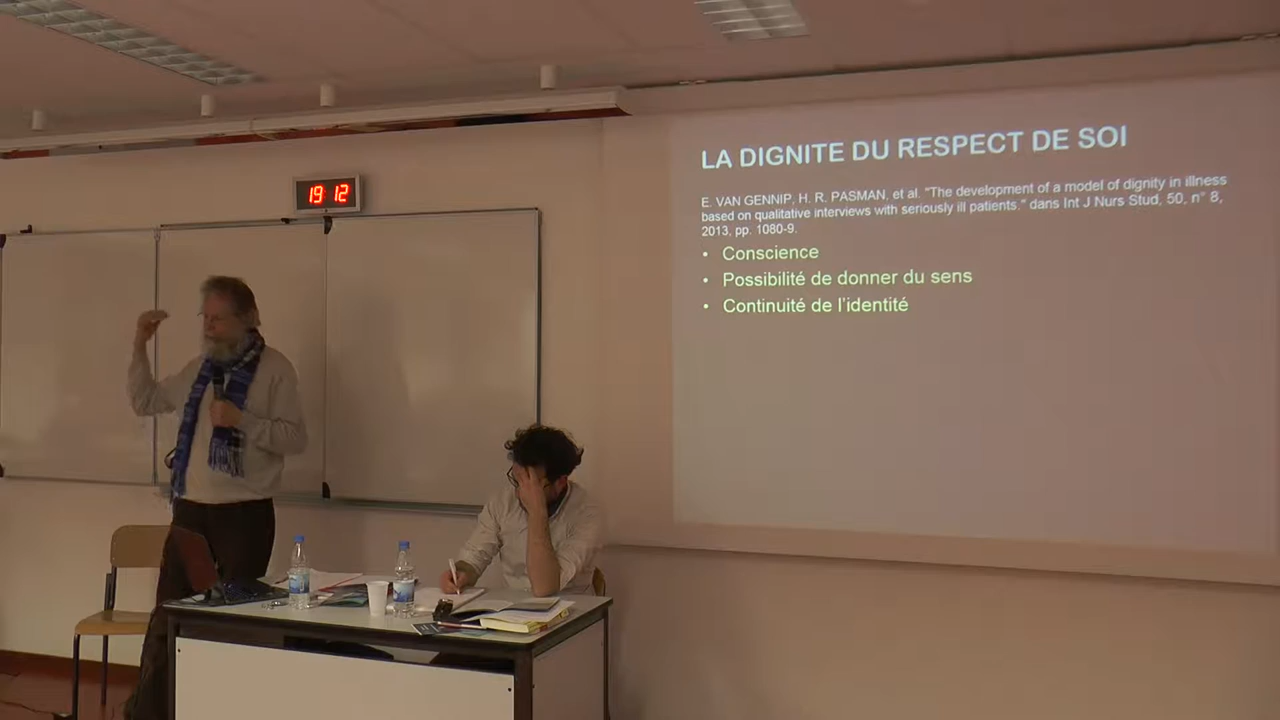 19 12
LA DIGNITE DU RESPECT DE SOI
E. VAN GENNIP, H. R. PASMAN, et al. "The development of a model of dignity in illness
based on qualitative interviews with seriously ill patients." dans Int J Nurs Stud, 50, n° 8,
2013, pp. 1080-9.
• Conscience
• Possibilité de donner du sens
• Continuité de l'identité